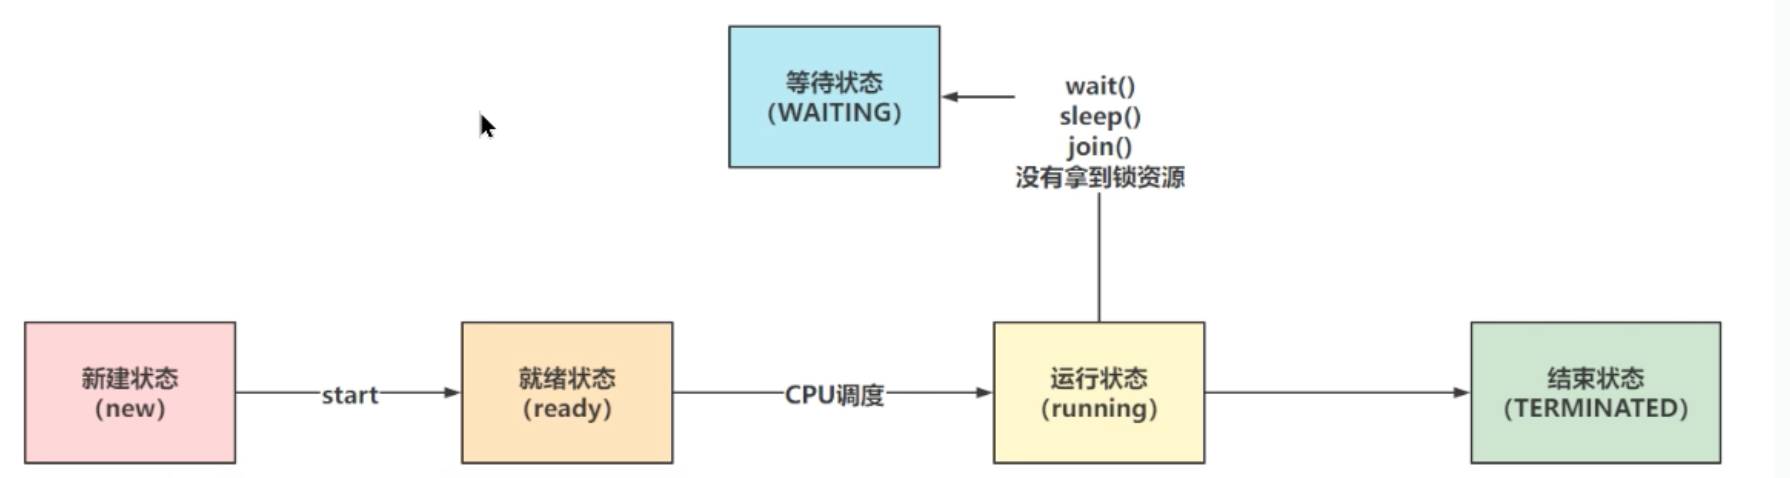 等待状态
（WAITING）
wait()
sleep()
join()
没有拿到锁资源
新建状态
（new）
start
就绪状态
（ready）
CPU调度
运行状态
（running）
结束状态
（TERMINATED）